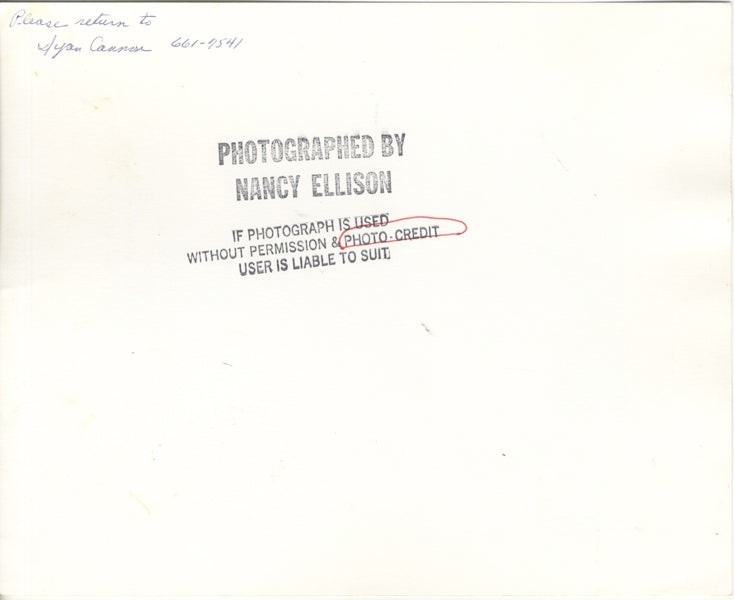 Please return to
Dyan Cannon 661-7541
PHOTOGRAPHED BY
NANCY ELLISON
IF PHOTOGRAPH IS USED
WITHOUT PERMISSION & PHOTO-CREDIT
USER IS LIABLE TO SUIT